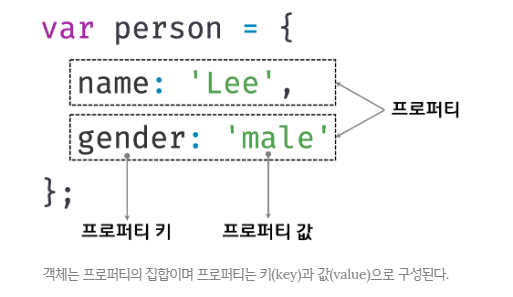 var person = {
name: 'Lee',
프로퍼티
gender: 'male'
};
프로퍼티 키 프로퍼티 값
객체는 프로퍼티의 집합이며 프로퍼티는 키(key)과 값(value)으로 구성된다.